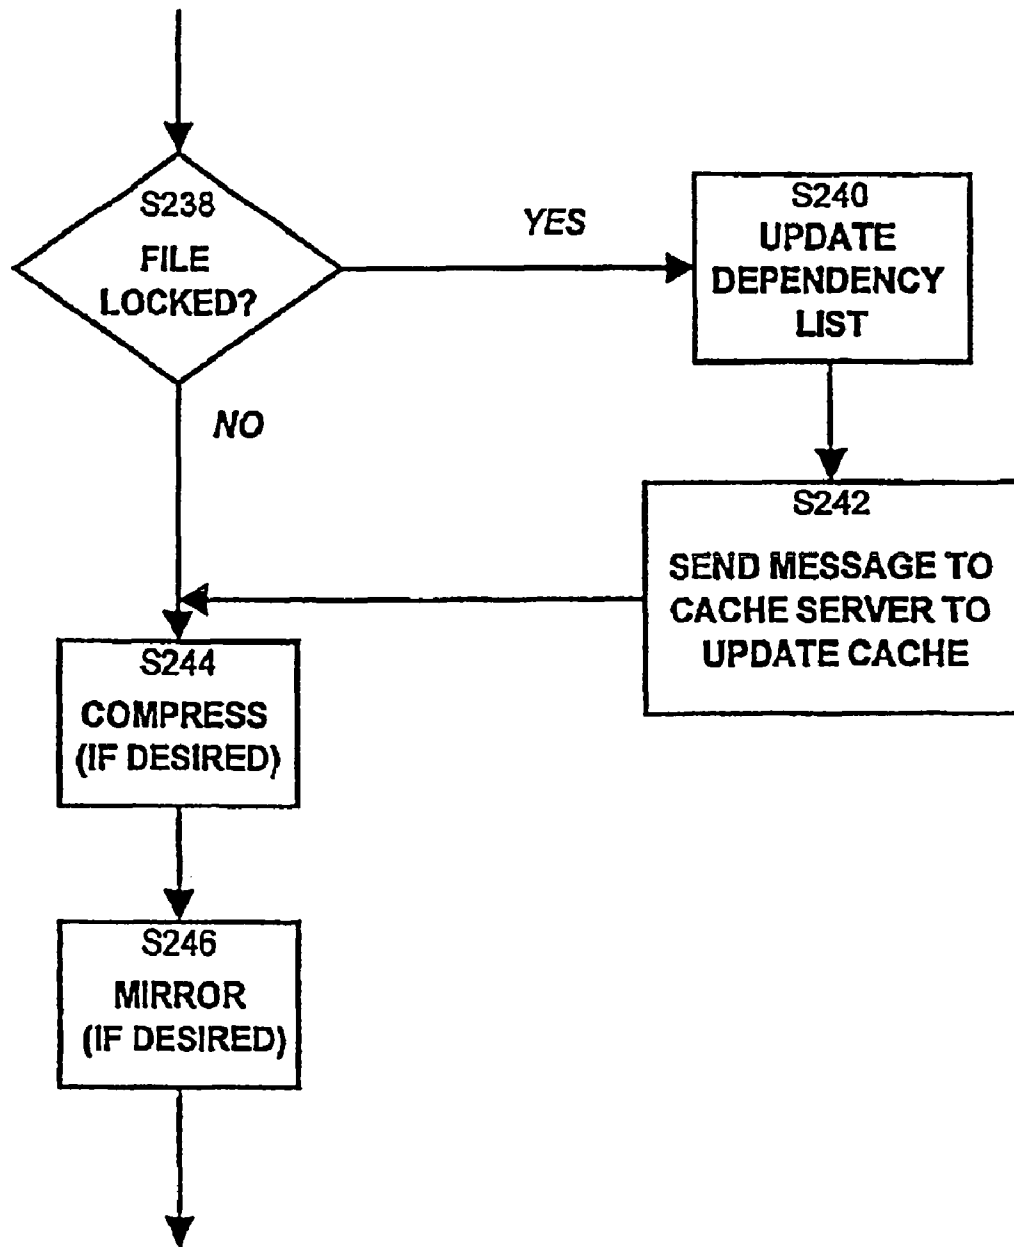 S238
FILE
LOCKED?
YES
NO
S240
UPDATE
DEPENDENCY
LIST
S242
SEND MESSAGE TO
CACHE SERVER TO
UPDATE CACHE
S244
COMPRESS
(IF DESIRED)
S246
MIRROR
(IF DESIRED)